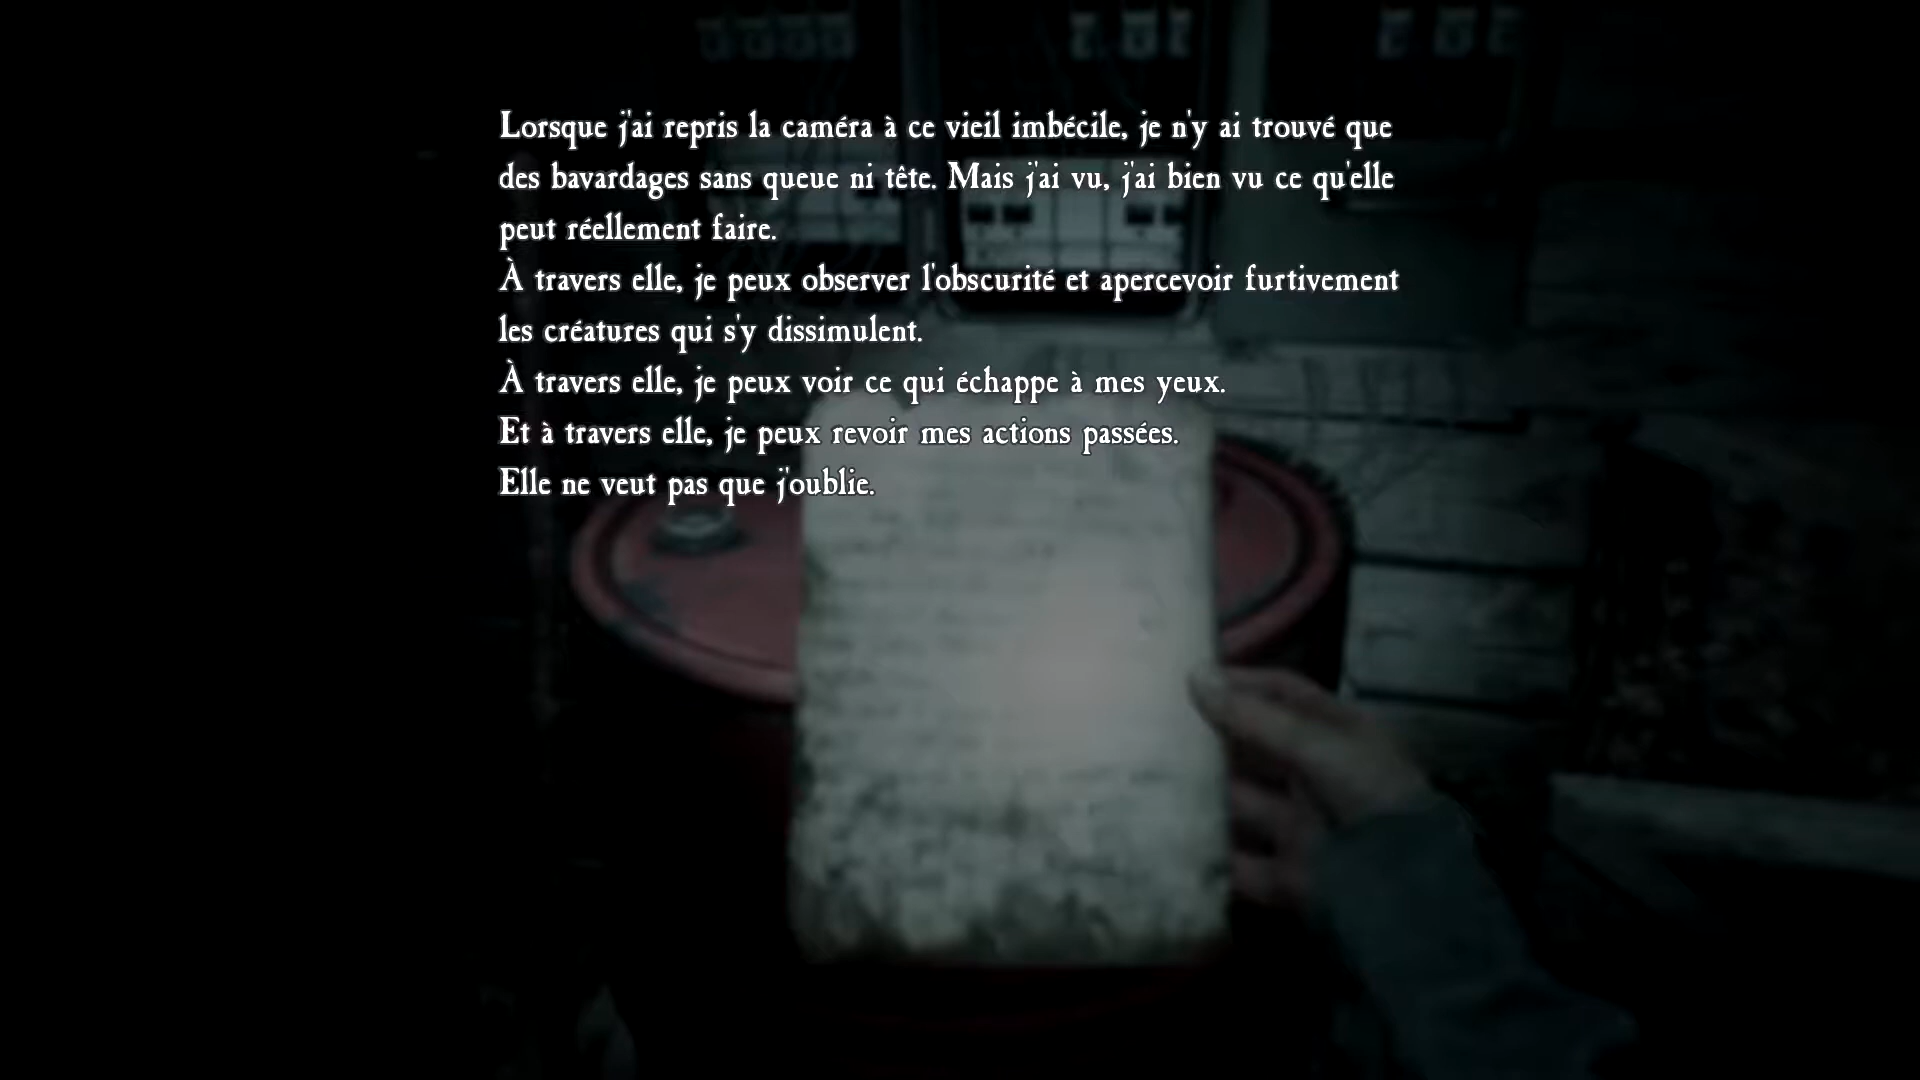 Lorsque j'ai repris la caméra à ce vieil imbécile, je n'y ai trouvé que
des bavardages sans queue ni tête. Mais j'ai vu, j'ai bien vu ce qu'elle
peut réellement faire.
À travers elle, je peux observer l'obscurité et apercevoir furtivement
les créatures qui s'y dissimulent.
À travers elle, je peux voir ce qui échappe à mes yeux.
Et à travers elle, je peux revoir mes actions passées.
Elle ne veut pas que j'oublie.